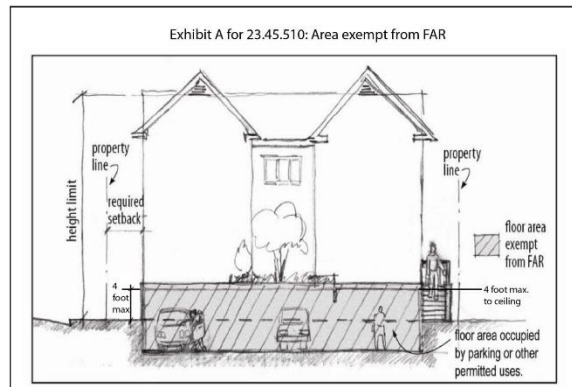 Exhibit A for 23.45.510: Area exempt from FAR
height limit
property
line
required
setback
property
line
floor area
exempt
from FAR
4
foot
max
4 foot max.
to ceiling
floor area occupied
by parking or other
permitted uses.